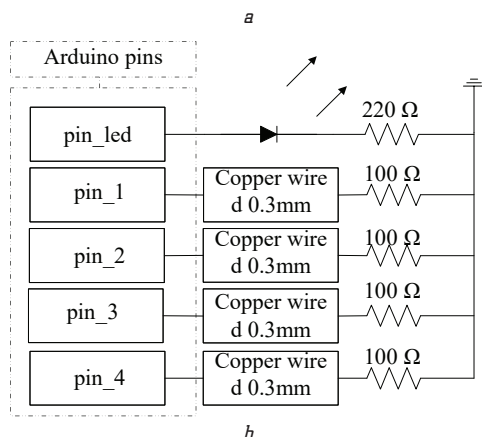 a
Arduino pins
220 Ω
pin_led
100 Ω
pin_1
Copper wire
d 0.3mm
100 Ω
pin_2
Copper wire
d 0.3mm
100 Ω
pin_3
Copper wire
d 0.3mm
100 Ω
pin_4
Copper wire
d 0.3mm
b